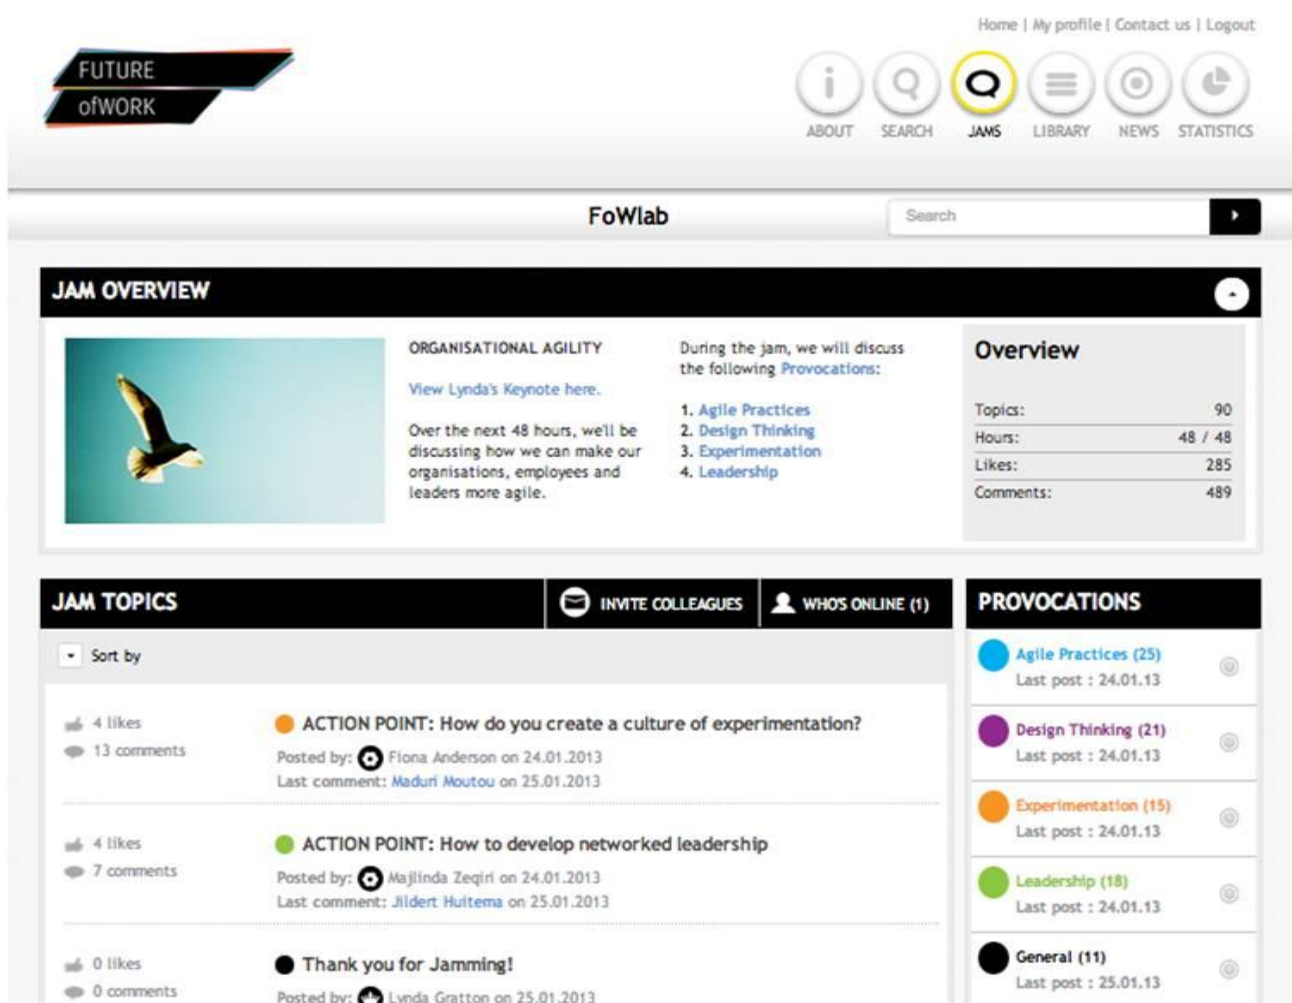 Home | My profile | Contact us | Logout
FUTURE
ofWORK
ABOUT SEARCH JAMS LIBRARY NEWS STATISTICS
FoWlab
Search
JAM OVERVIEW
ORGANISATIONAL AGILITY
View Lynda's Keynote here.
Over the next 48 hours, we'll be
discussing how we can make our
organisations, employees and
leaders more agile.
During the jam, we will discuss
the following Provocations:
1. Agile Practices
2. Design Thinking
3. Experimentation
4. Leadership
Overview
Topics: 90
Hours: 48 / 48
Likes: 285
Comments: 489
JAM TOPICS
INVITE COLLEAGUES
WHO'S ONLINE (1)
Sort by
4 likes
13 comments
ACTION POINT: How do you create a culture of experimentation?
Posted by: Fiona Anderson on 24.01.2013
Last comment: Maduri Moutou on 25.01.2013
4 likes
7 comments
ACTION POINT: How to develop networked leadership
Posted by: Majlinda Zeqiri on 24.01.2013
Last comment: Jildert Huitema on 25.01.2013
0 likes
0 comments
Thank you for Jamming!
Posted by: Lynda Gratton on 25.01.2013
PROVOCATIONS
Agile Practices (25)
Last post : 24.01.13
Design Thinking (21)
Last post : 24.01.13
Experimentation (15)
Last post : 24.01.13
Leadership (18)
Last post : 24.01.13
General (11)
Last post : 25.01.13